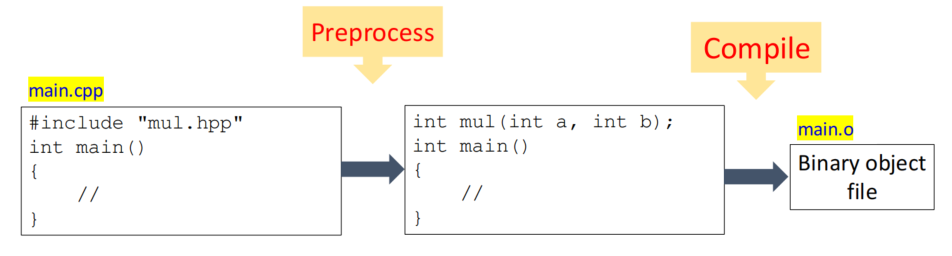 Preprocess
Compile
main.cpp
#include "mul.hpp"
int main()
{
    //
}
int mul(int a, int b);
int main()
{
    //
}
main.o
Binary object
file